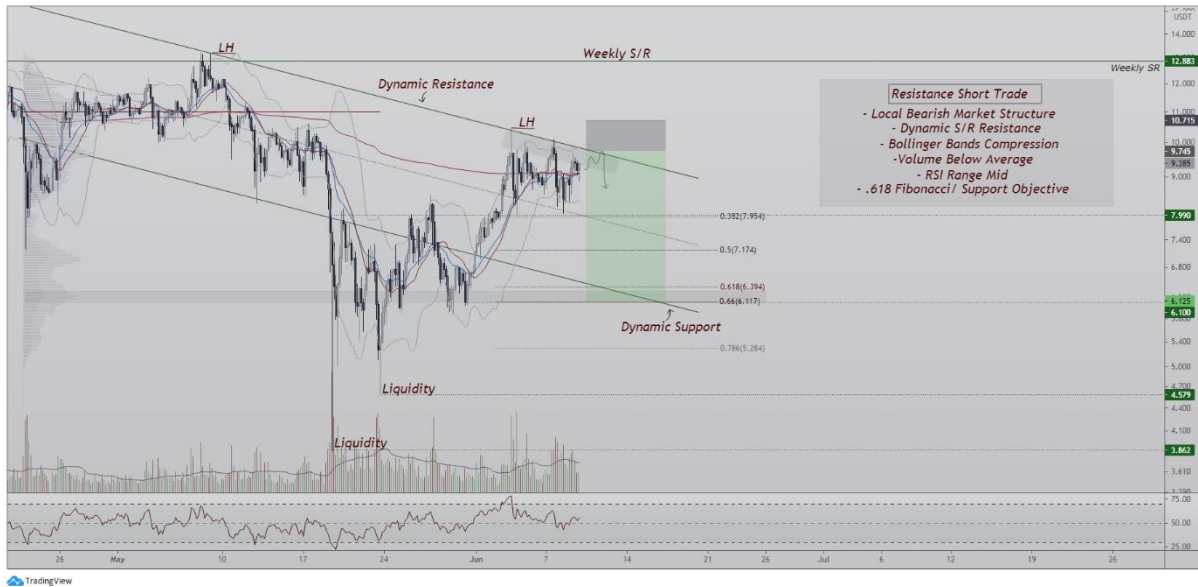 USDT
14.000
LH
Weekly S/R
12.883
Weekly SR
Dynamic Resistance
Resistance Short Trade
- Local Bearish Market Structure
- Dynamic S/R Resistance
- Bollinger Bands Compression
-Volume Below Average
- RSI Range Mid
- .618 Fibonacci/ Support Objective
11.000
10.715
LH
10.000
9.745
9.385
9.000
0.382(7.954)
7.990
0.5(7.174)
7.400
6.800
0.618(6.394)
0.66(6.117)
6.125
6.100
Dynamic Support
0.786(5.284)
5.400
5.000
Liquidity
4.700
4.579
4.400
4.100
Liquidity
3.862
3.610
75.00
50.00
25.00
26 May 10 17 24 Jun 7 14 21 28 Jul 6 12 19 26
TradingView